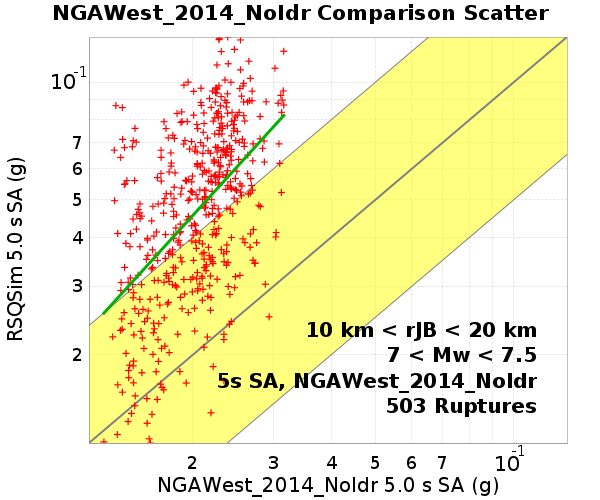 NGAWest_2014_NoIdr Comparison Scatter
10-1
7
6
5
4
3
2
RSQSim 5.0 s SA (g)
10 km < rJB < 20 km
7 < Mw < 7.5
5s SA, NGAWest_2014_NoIdr
503 Ruptures
2 3 4 5 6 7 10-1
NGAWest_2014_NoIdr 5.0 s SA (g)